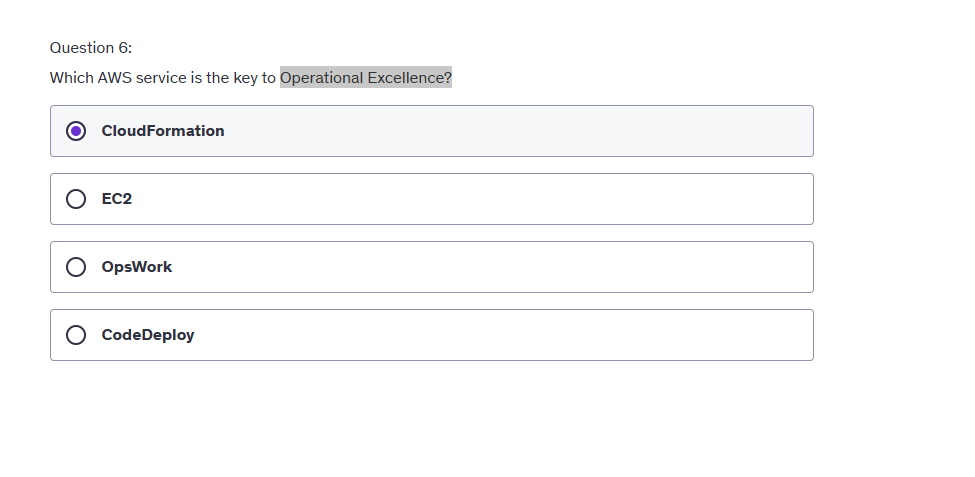 Question 6:
Which AWS service is the key to Operational Excellence?
CloudFormation
EC2
OpsWork
CodeDeploy